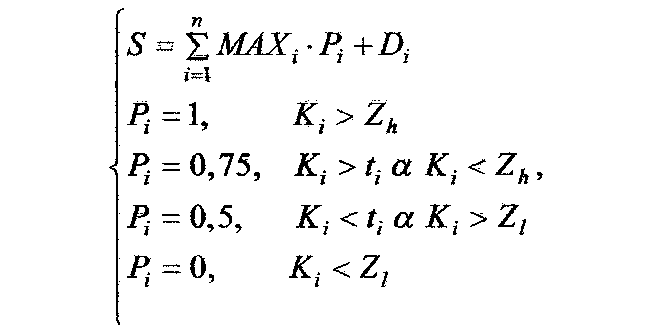 S = \sum_{i=1}^{n} MAX_i · P_i + D_i
P_i = 1, K_i > Z_h
P_i = 0,75, K_i > t_i α K_i < Z_h,
P_i = 0,5, K_i < t_i α K_i > Z_l
P_i = 0, K_i < Z_l